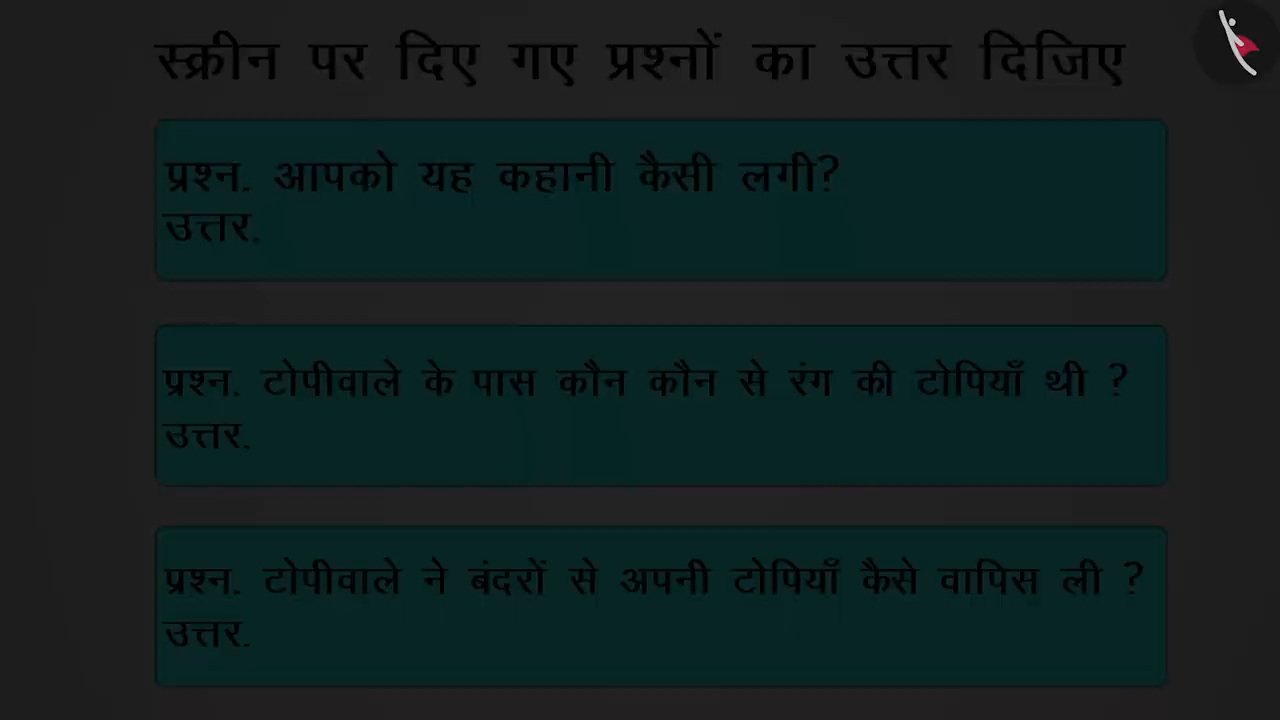 स्क्रीन पर दिए गए प्रश्नों का उत्तर दिजिए
प्रश्न. आपको यह कहानी कैसी लगी?
उत्तर.
प्रश्न. टोपीवाले के पास कौन कौन से रंग की टोपियाँ थी ?
उत्तर.
प्रश्न. टोपीवाले ने बंदरों से अपनी टोपियाँ कैसे वापिस ली ?
उत्तर.